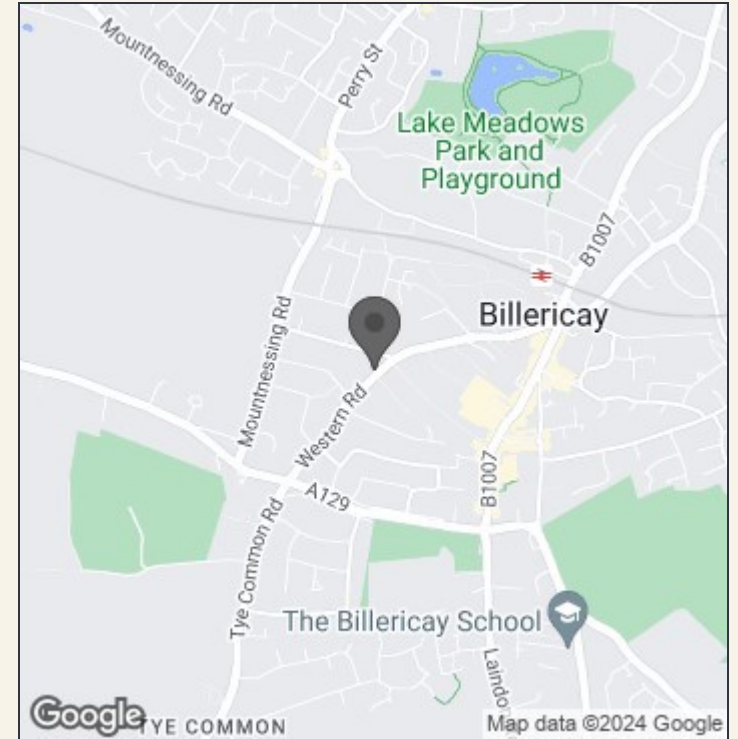 Mountnessing Rd
Perry St
Lake Meadows
Park and
Playground
B1007
Billericay
Mountnessing Rd
Western Rd
B1007
A129
Tye Common Rd
The Billericay School
Laindon
Google
TYE COMMON
Map data ©2024 Google